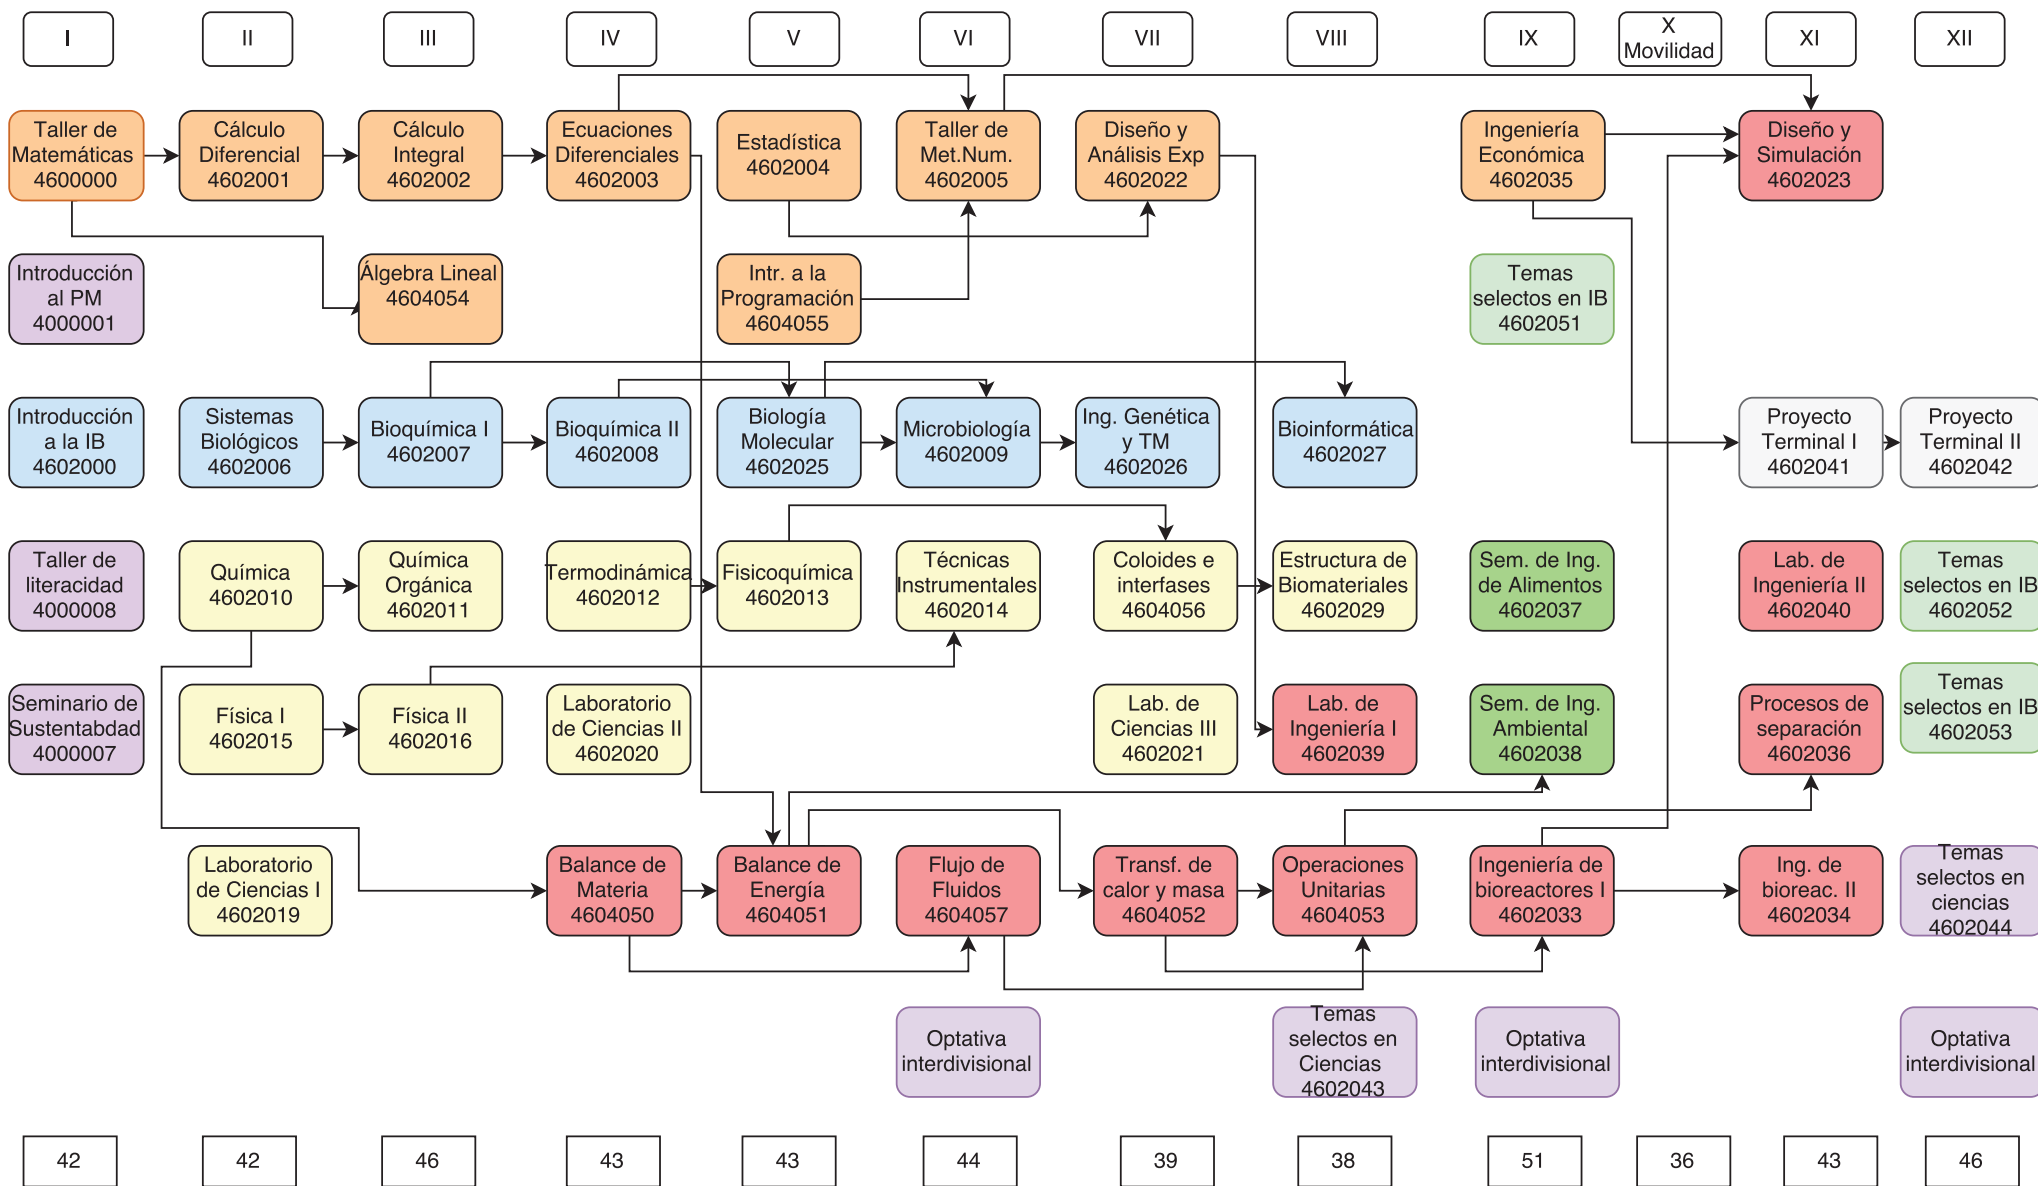 I
II
III
IV
V
VI
VII
VIII
IX
X
Movilidad
XI
XII
Taller de
Matemáticas
4600000
Cálculo
Diferencial
4602001
Cálculo
Integral
4602002
Ecuaciones
Diferenciales
4602003
Estadística
4602004
Taller de
Met.Num.
4602005
Diseño y
Análisis Exp
4602022
Ingeniería
Económica
4602035
Diseño y
Simulación
4602023
Introducción
al PM
4000001
Álgebra Lineal
4604054
Intr. a la
Programación
4604055
Temas
selectos en IB
4602051
Introducción
a la IB
4602000
Sistemas
Biológicos
4602006
Bioquímica I
4602007
Bioquímica II
4602008
Biología
Molecular
4602025
Microbiología
4602009
Ing. Genética
y TM
4602026
Bioinformática
4602027
Proyecto
Terminal I
4602041
Proyecto
Terminal II
4602042
Taller de
literacidad
4000008
Química
4602010
Química
Orgánica
4602011
Termodinámica
4602012
Fisicoquímica
4602013
Técnicas
Instrumentales
4602014
Coloides e
interfases
4604056
Estructura de
Biomateriales
4602029
Sem. de Ing.
de Alimentos
4602037
Lab. de
Ingeniería II
4602040
Temas
selectos en IB
4602052
Seminario de
Sustentabdad
4000007
Física I
4602015
Física II
4602016
Laboratorio
de Ciencias II
4602020
Lab. de
Ciencias III
4602021
Lab. de
Ingeniería I
4602039
Sem. de Ing.
Ambiental
4602038
Procesos de
separación
4602036
Temas
selectos en IB
4602053
Laboratorio
de Ciencias I
4602019
Balance de
Materia
4604050
Balance de
Energía
4604051
Flujo de
Fluidos
4604057
Transf. de
calor y masa
4604052
Operaciones
Unitarias
4604053
Ingeniería de
bioreactores I
4602033
Ing. de
bioreac. II
4602034
Temas
selectos en
ciencias
4602044
Optativa
interdivisional
Temas
selectos en
Ciencias
4602043
Optativa
interdivisional
Optativa
interdivisional
42
42
46
43
43
44
39
38
51
36
43
46